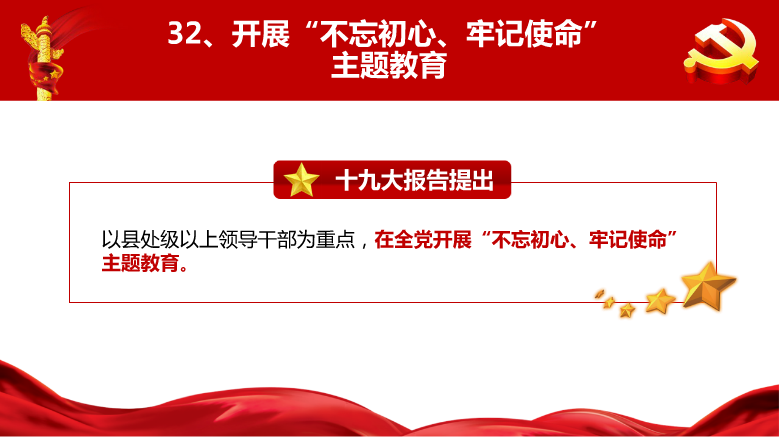 32、开展“不忘初心、牢记使命”
主题教育
十九大报告提出
以县处级以上领导干部为重点，在全党开展“不忘初心、牢记使命”
主题教育。